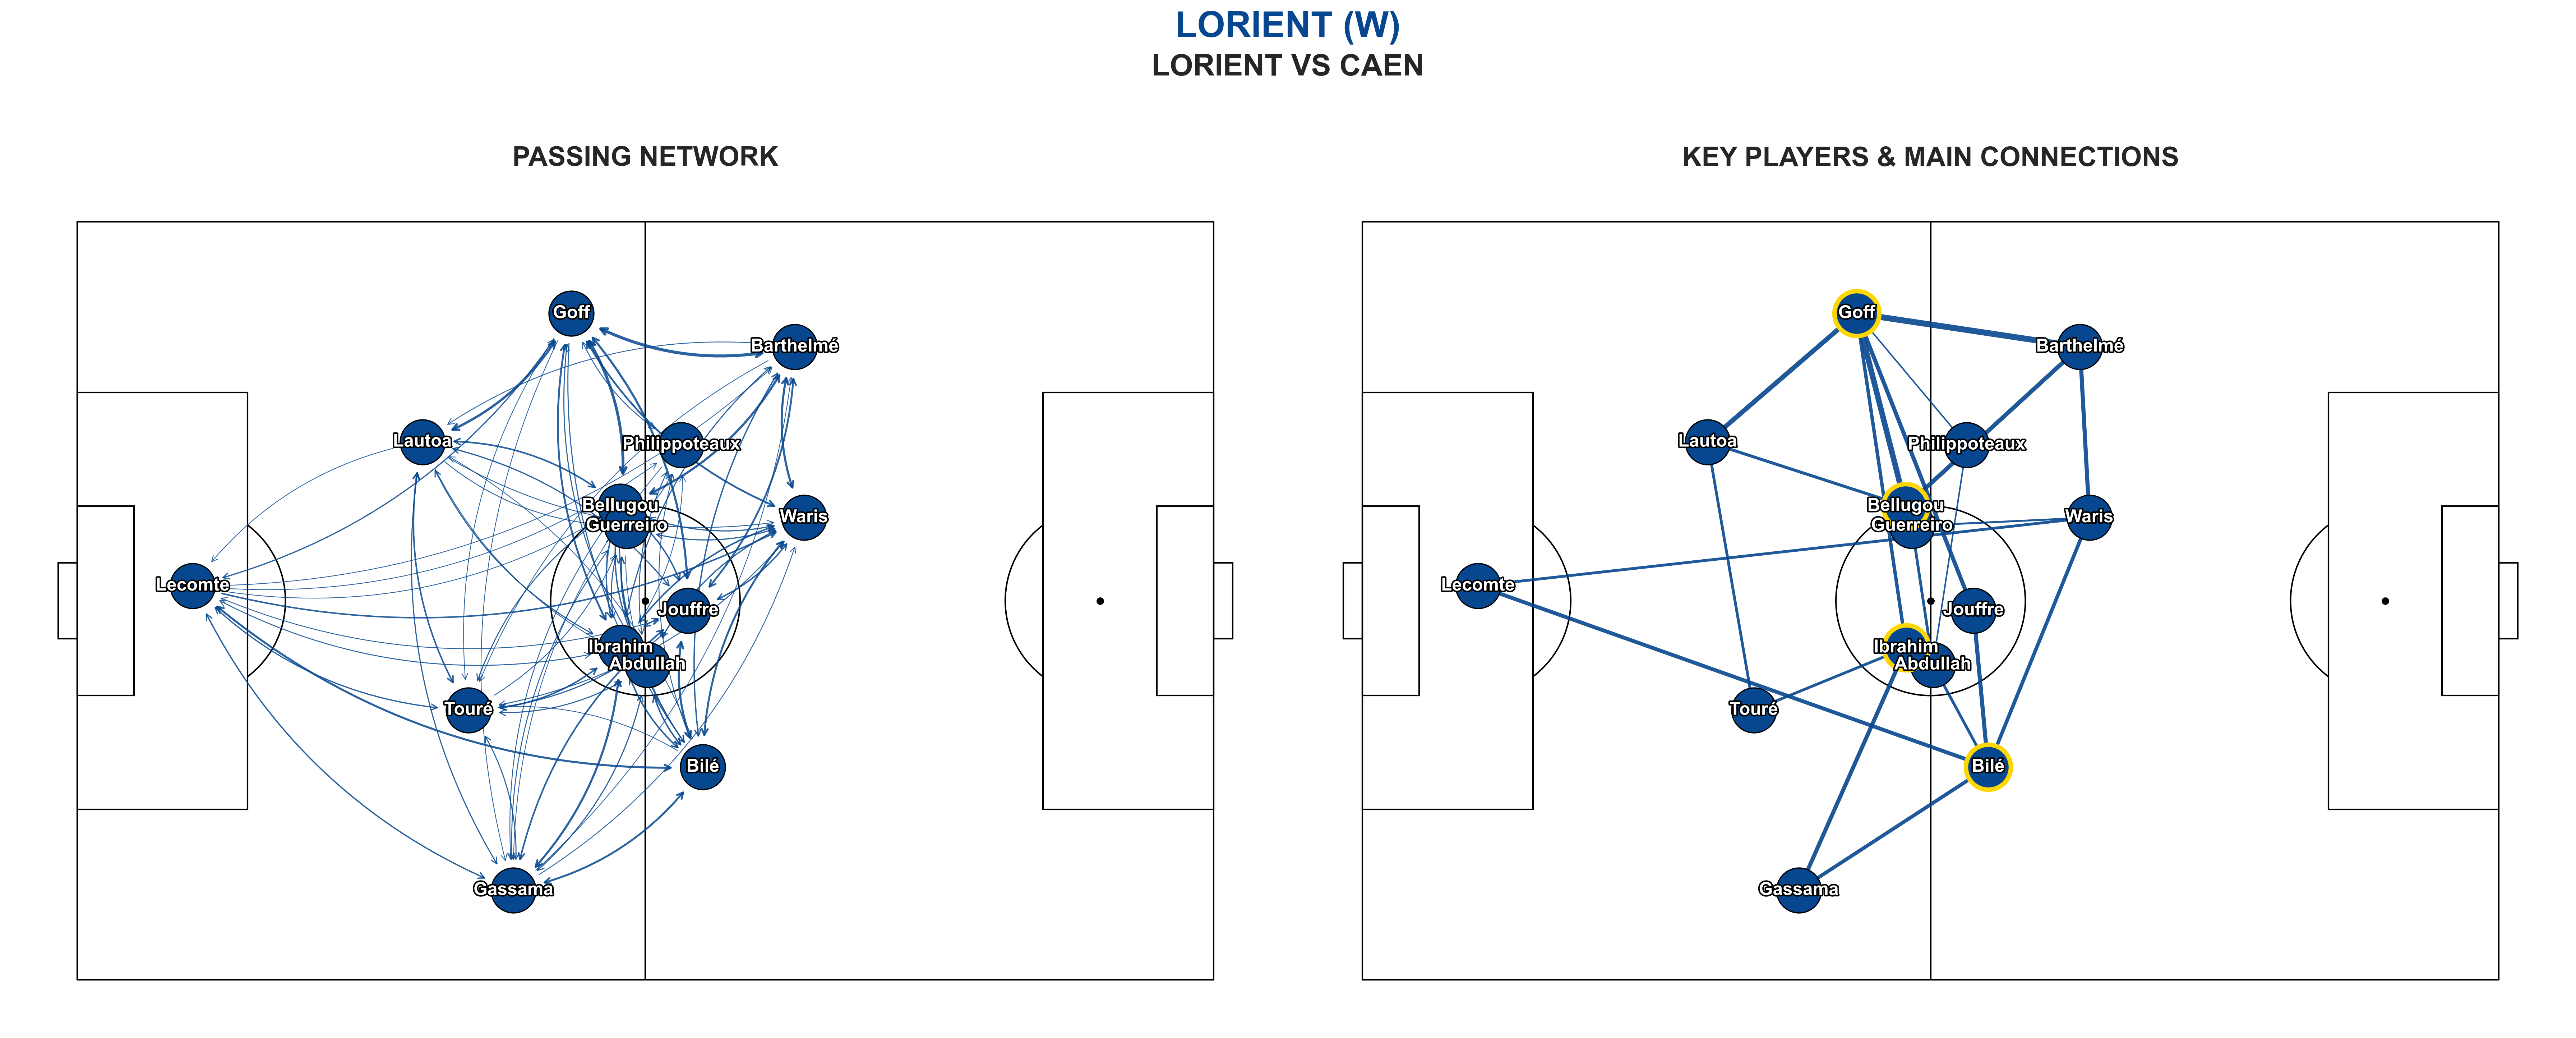 LORIENT (W)
LORIENT VS CAEN
PASSING NETWORK
Goff
Barthelmé
Lautoa
Philippoteaux
Bellugou
Waris
Guerreiro
Lecomte
Jouffre
Ibrahim
Abdullah
Touré
Bilé
Gassama
KEY PLAYERS & MAIN CONNECTIONS
Goff
Barthelmé
Lautoa
Philippoteaux
Bellugou
Waris
Guerreiro
Lecomte
Jouffre
Ibrahim
Abdullah
Touré
Bilé
Gassama